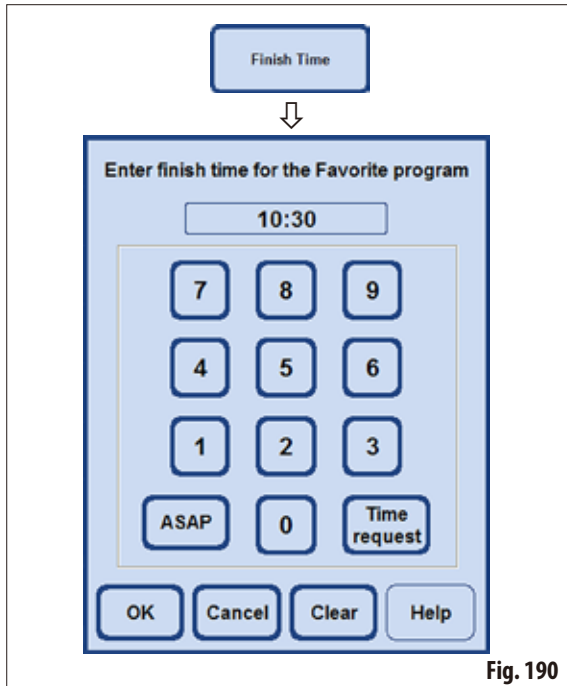 Finish Time
Enter finish time for the Favorite program
10:30
7 8 9
4 5 6
1 2 3
ASAP 0 Time
request
OK Cancel Clear Help
Fig. 190